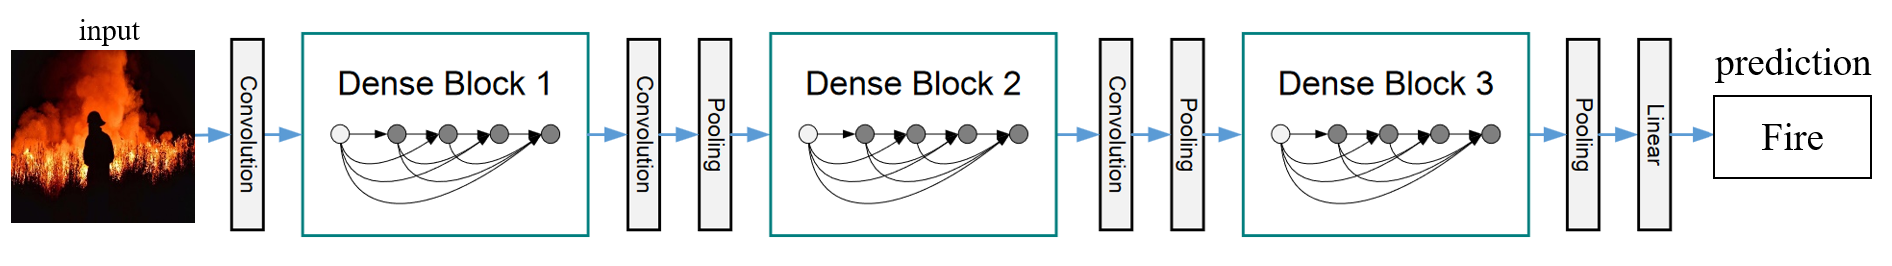 input
Convolution
Dense Block 1
Convolution
Pooling
Dense Block 2
Convolution
Pooling
Dense Block 3
Pooling
Linear
prediction
Fire